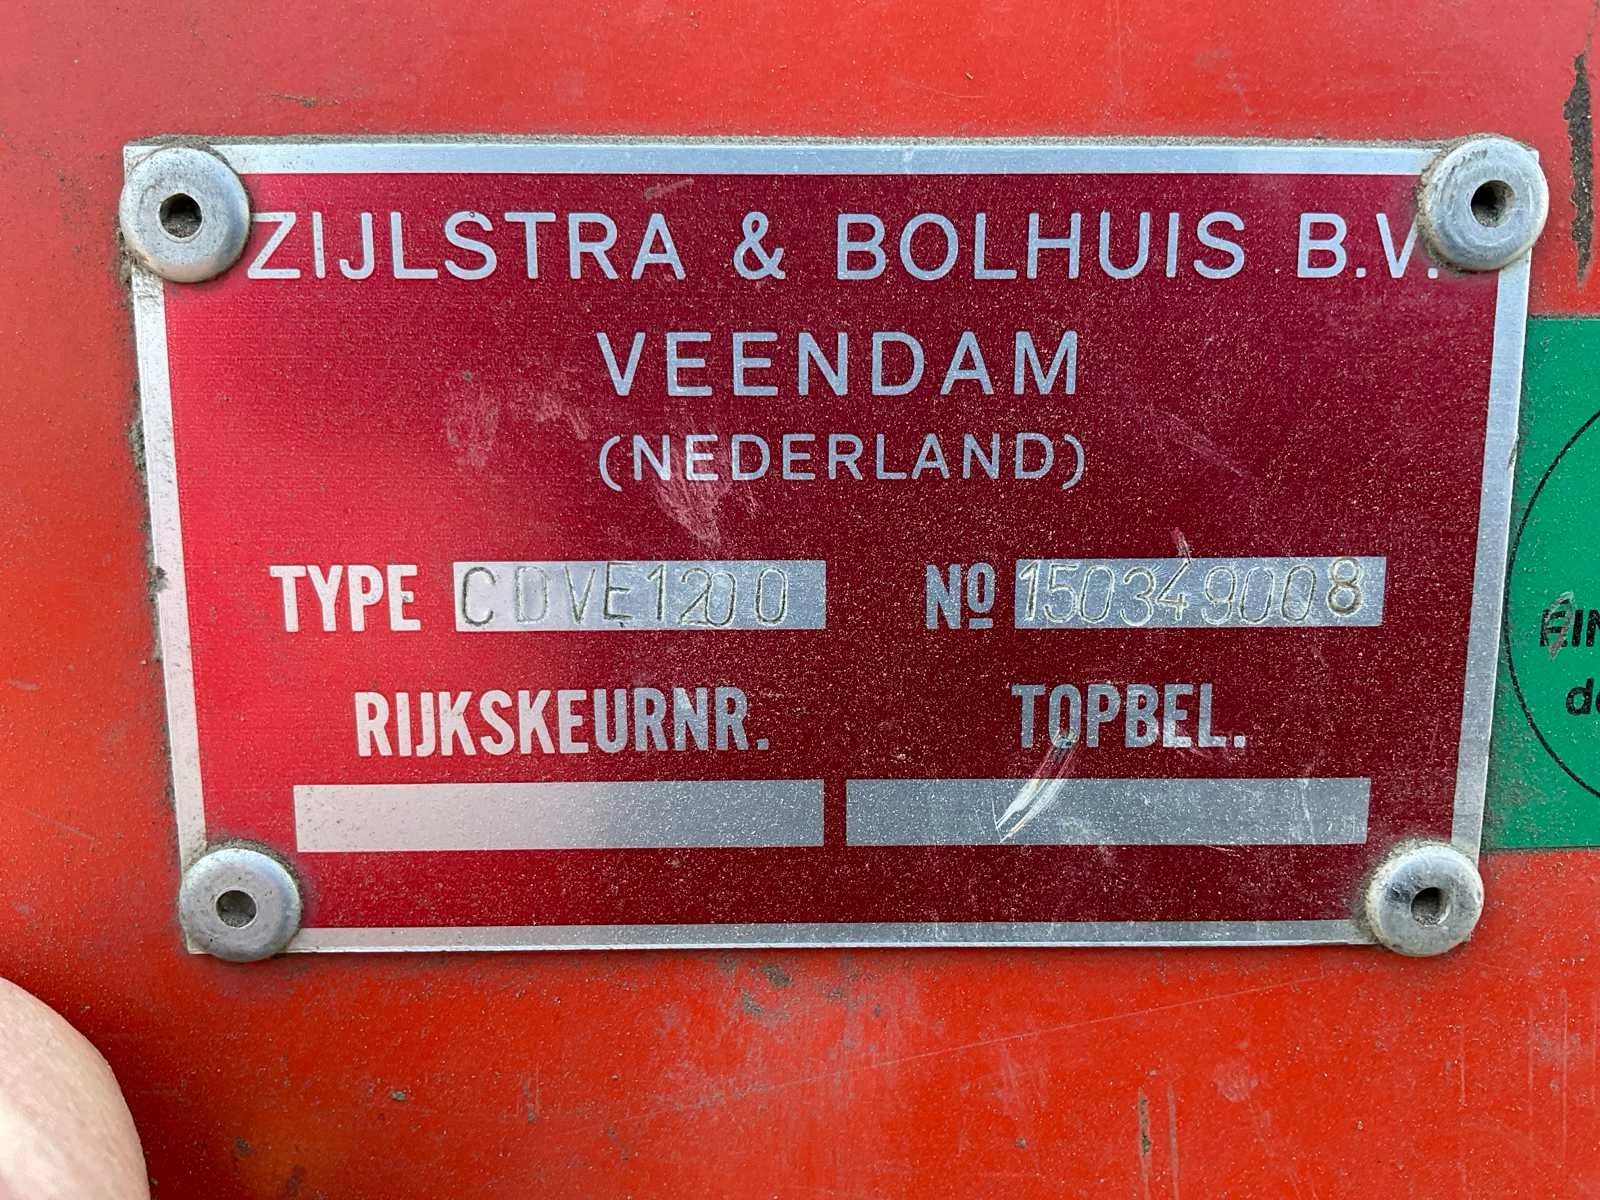 ZIJLSTRA & BOLHUIS B.V.
VEENDAM
(NEDERLAND)
TYPE CDVE1200 Nº 150349008
RIJKSKEURNR. TOPBEL.